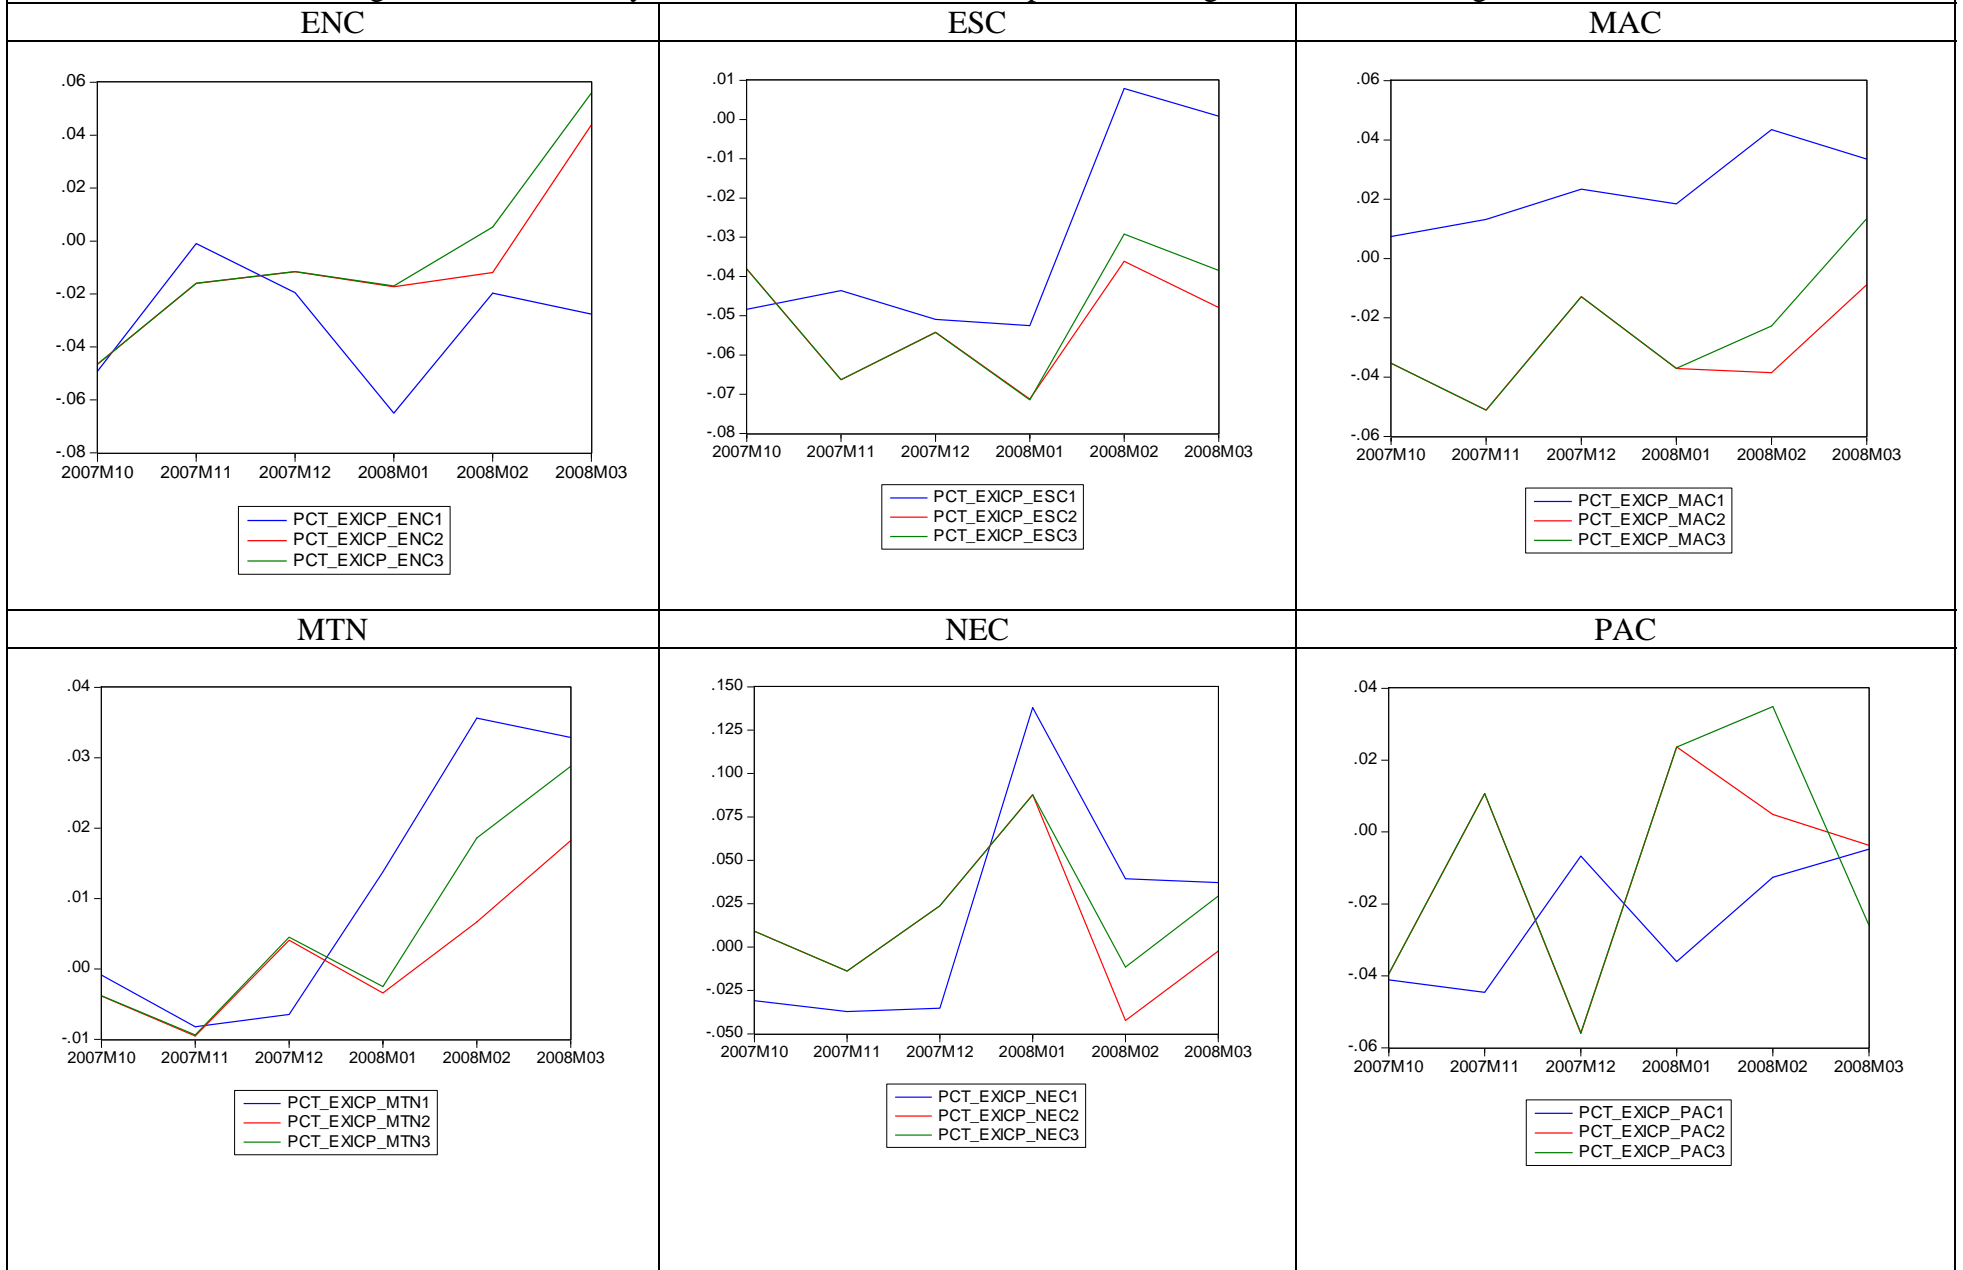 ENC ESC MAC
.06
.04
.02
.00
-.02
-.04
-.06
-.08
2007M10 2007M11 2007M12 2008M01 2008M02 2008M03
PCT_EXICP_ENC1
PCT_EXICP_ENC2
PCT_EXICP_ENC3
.01
.00
-.01
-.02
-.03
-.04
-.05
-.06
-.07
-.08
2007M10 2007M11 2007M12 2008M01 2008M02 2008M03
PCT_EXICP_ESC1
PCT_EXICP_ESC2
PCT_EXICP_ESC3
.06
.04
.02
.00
-.02
-.04
-.06
2007M10 2007M11 2007M12 2008M01 2008M02 2008M03
PCT_EXICP_MAC1
PCT_EXICP_MAC2
PCT_EXICP_MAC3
MTN NEC PAC
.04
.03
.02
.01
.00
-.01
2007M10 2007M11 2007M12 2008M01 2008M02 2008M03
PCT_EXICP_MTN1
PCT_EXICP_MTN2
PCT_EXICP_MTN3
.150
.125
.100
.075
.050
.025
.000
-.025
-.050
2007M10 2007M11 2007M12 2008M01 2008M02 2008M03
PCT_EXICP_NEC1
PCT_EXICP_NEC2
PCT_EXICP_NEC3
.04
.02
.00
-.02
-.04
-.06
2007M10 2007M11 2007M12 2008M01 2008M02 2008M03
PCT_EXICP_PAC1
PCT_EXICP_PAC2
PCT_EXICP_PAC3